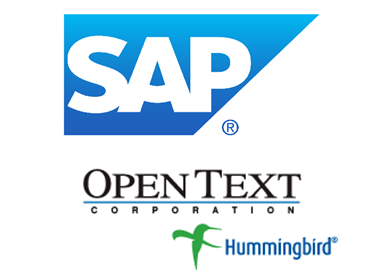 SAP
®
OPEN TEXT
CORPORATION
Hummingbird®